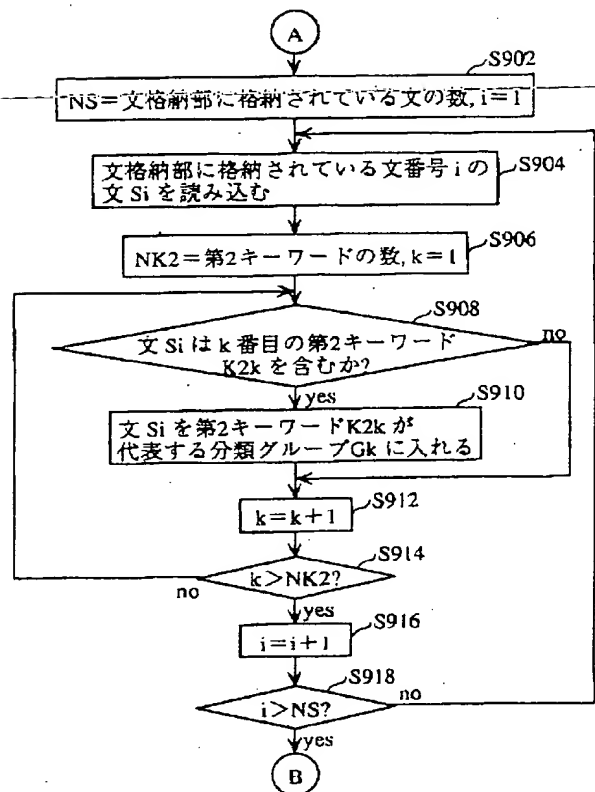 A
S902
NS=文格納部に格納されている文の数, i=1
文格納部に格納されている文番号 i の
S904
文 Si を読み込む
S906
NK2=第2キーワードの数, k=1
S908
文 Si は k 番目の第2キーワード
no
K2k を含むか?
yes
S910
文 Si を第2キーワードK2k が
代表する分類グループGk に入れる
S912
k=k+1
S914
k>NK2?
no
yes
S916
i=i+1
S918
i>NS?
no
yes
B